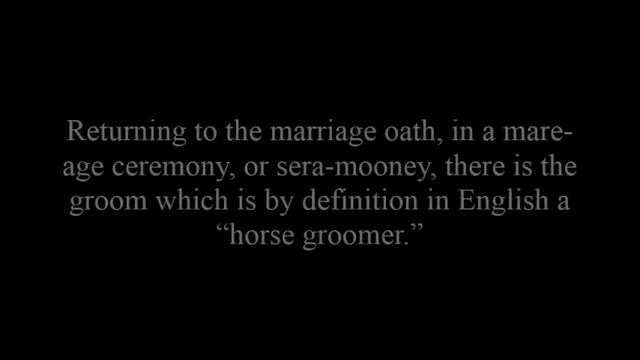 Returning to the marriage oath, in a mare-
age ceremony, or sera-mooney, there is the
groom which is by definition in English a
“horse groomer.”